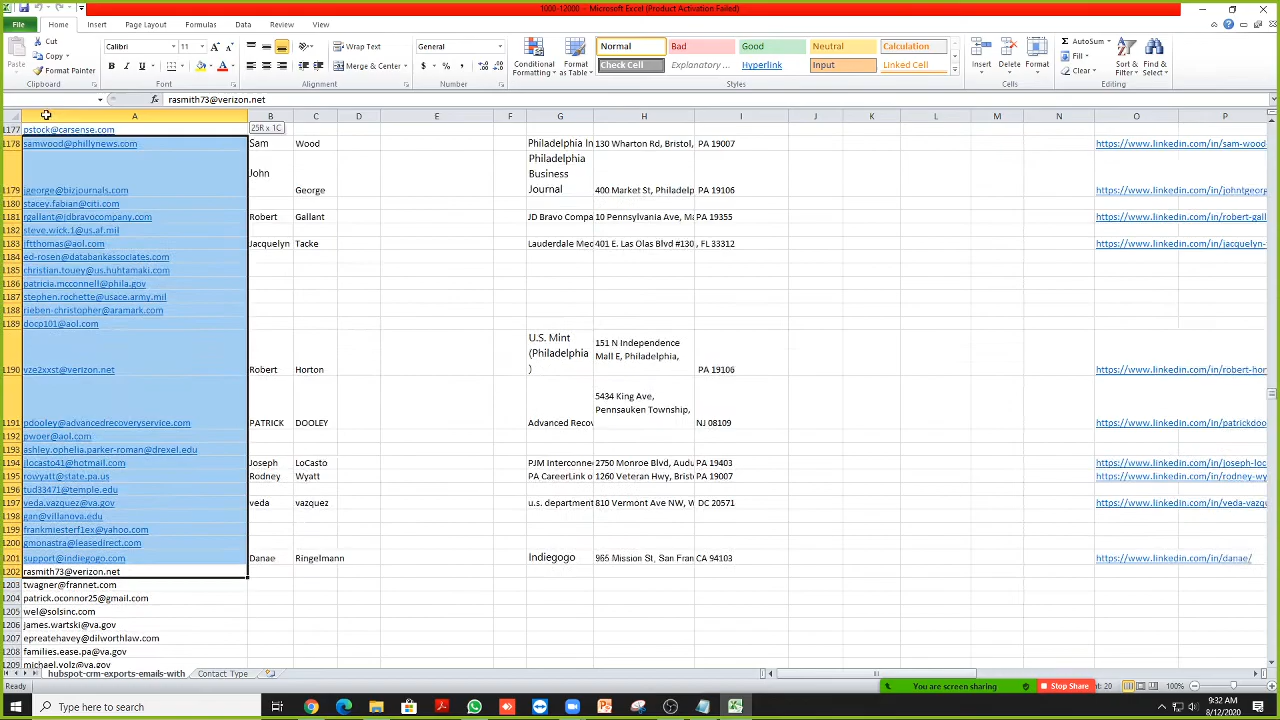 1000-12000 - Microsoft Excel (Product Activation Failed)
File Home Insert Page Layout Formulas Data Review View
Cut
Copy
Format Painter
Paste
Clipboard
Calibri 11
Font
Wrap Text
Merge & Center
Alignment
General
Number
Conditional Formatting
Format as Table
Normal Bad Good Neutral Calculation
Check Cell Explanatory ... Hyperlink Input Linked Cell
Styles
Insert Delete Format
Cells
AutoSum
Fill
Clear
Sort & Filter
Find & Select
Editing
rasmith73@verizon.net
A B C D E F G H I J K L M N O P
25R x 1C
1177 pstock@carsense.com
1178 samwood@phillynews.com Sam Wood Philadelphia In 130 Wharton Rd, Bristol, PA 19007 https://www.linkedin.com/in/sam-wood
1179 jgeorge@bizjournals.com John George Philadelphia Business Journal 400 Market St, Philadelp PA 19106 https://www.linkedin.com/in/johntgeorg
1180 stacey.fabian@citi.com
1181 rgallant@jdbravocompany.com Robert Gallant JD Bravo Compa 10 Pennsylvania Ave, Ma PA 19355 https://www.linkedin.com/in/robert-gall
1182 steve.wick.1@us.af.mil
1183 iftthomas@aol.com Jacquelyn Tacke Lauderdale Med 401 E. Las Olas Blvd #130 , FL 33312 https://www.linkedin.com/in/jacquelyn-
1184 ed-rosen@databankassociates.com
1185 christian.touey@us.huhtamaki.com
1186 patricia.mcconnell@phila.gov
1187 stephen.rochette@usace.army.mil
1188 rieben-christopher@aramark.com
1189 docp101@aol.com
1190 vze2xxst@verizon.net Robert Horton U.S. Mint (Philadelphia ) 151 N Independence Mall E, Philadelphia, PA 19106 https://www.linkedin.com/in/robert-hor
1191 pdooley@advancedrecoveryservice.com PATRICK DOOLEY Advanced Recov 5434 King Ave, Pennsauken Township, NJ 08109 https://www.linkedin.com/in/patrickdoo
1192 pwoer@aol.com
1193 ashley.ophelia.parker-roman@drexel.edu
1194 jlocasto41@hotmail.com Joseph LoCasto PJM Interconne 2750 Monroe Blvd, Audu PA 19403 https://www.linkedin.com/in/joseph-loc
1195 rowyatt@state.pa.us Rodney Wyatt PA CareerLink o 1260 Veteran Hwy, Brist PA 19007 https://www.linkedin.com/in/rodney-wy
1196 tud33471@temple.edu
1197 veda.vazquez@va.gov veda vazquez u.s. department 810 Vermont Ave NW, W DC 20571 https://www.linkedin.com/in/veda-vazq
1198 gan@villanova.edu
1199 frankmiesterf1ex@yahoo.com
1200 gmonastra@leasedirect.com
1201 support@indiegogo.com Danae Ringelmann Indiegogo 965 Mission St, San Fran CA 94103 https://www.linkedin.com/in/danae/
1202 rasmith73@verizon.net
1203 twagner@frannet.com
1204 patrick.oconnor25@gmail.com
1205 wel@solsinc.com
1206 james.wartski@va.gov
1207 epreatehavey@dilworthlaw.com
1208 families.ease.pa@va.gov
1209 michael.volz@va.gov
hubspot-crm-exports-emails-with Contact Type
Ready
You are screen sharing Stop Share
nt: 20
100%
Type here to search
9:32 AM
8/12/2020